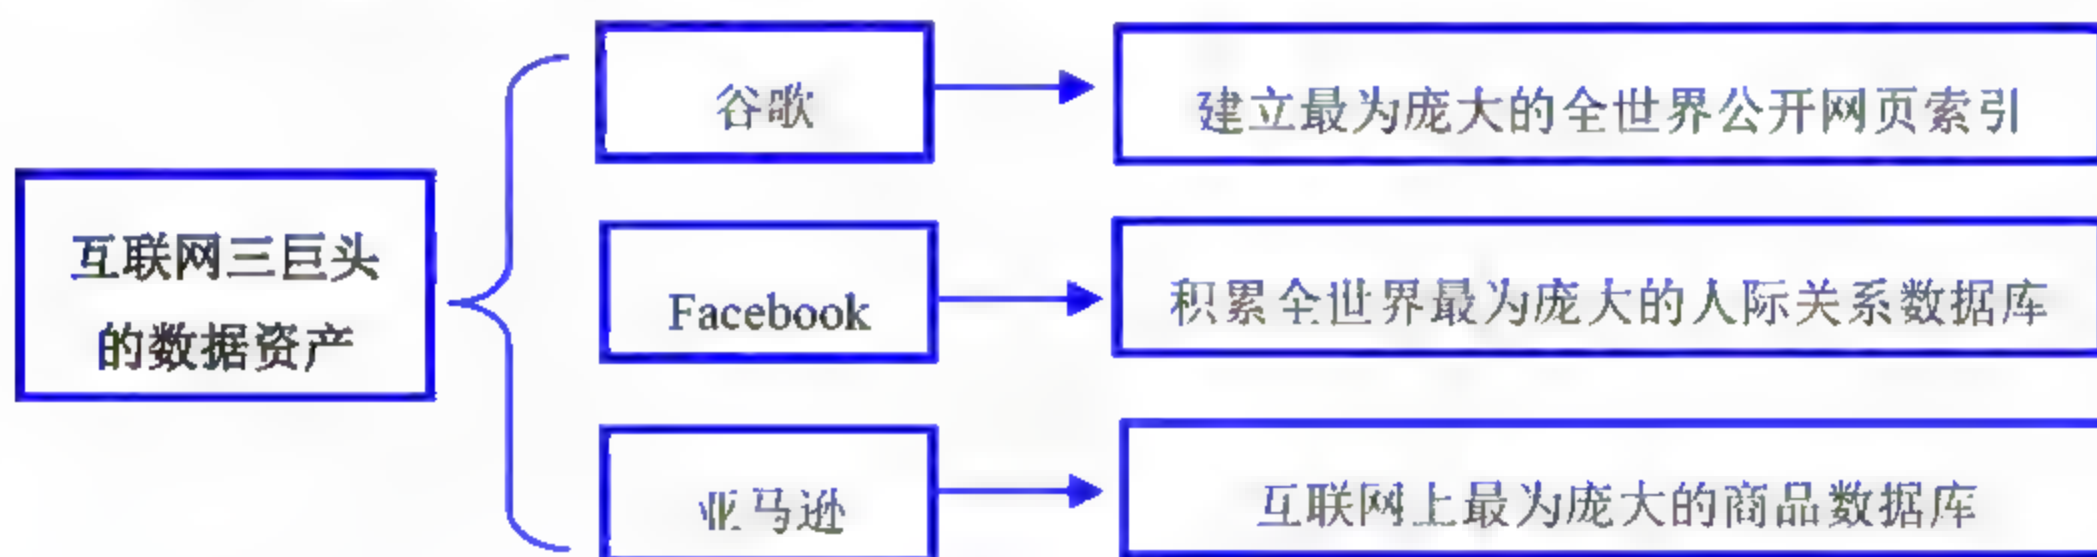 谷歌
建立最为庞大的全世界公开网页索引
互联网三巨头
的数据资产
Facebook
积累全世界最为庞大的人际关系数据库
亚马逊
互联网上最为庞大的商品数据库